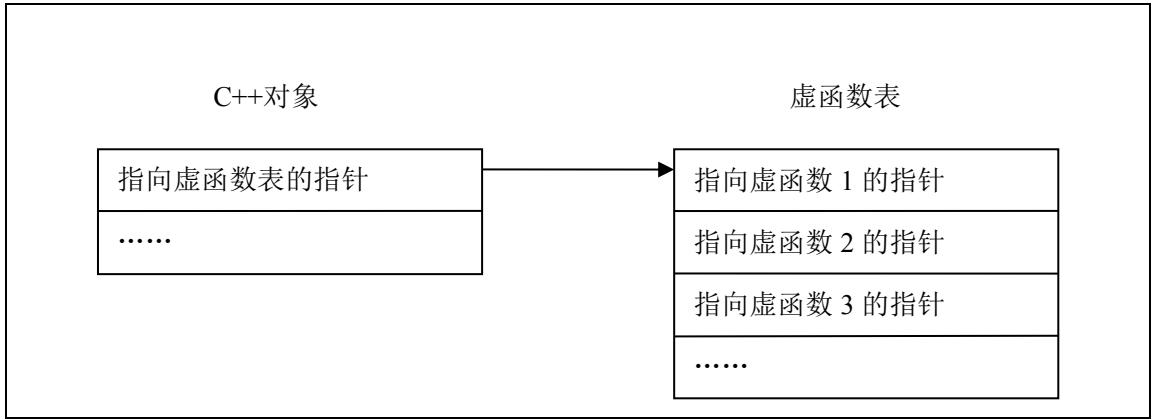 C++对象
虚函数表
指向虚函数表的指针
……
指向虚函数 1 的指针
指向虚函数 2 的指针
指向虚函数 3 的指针
……